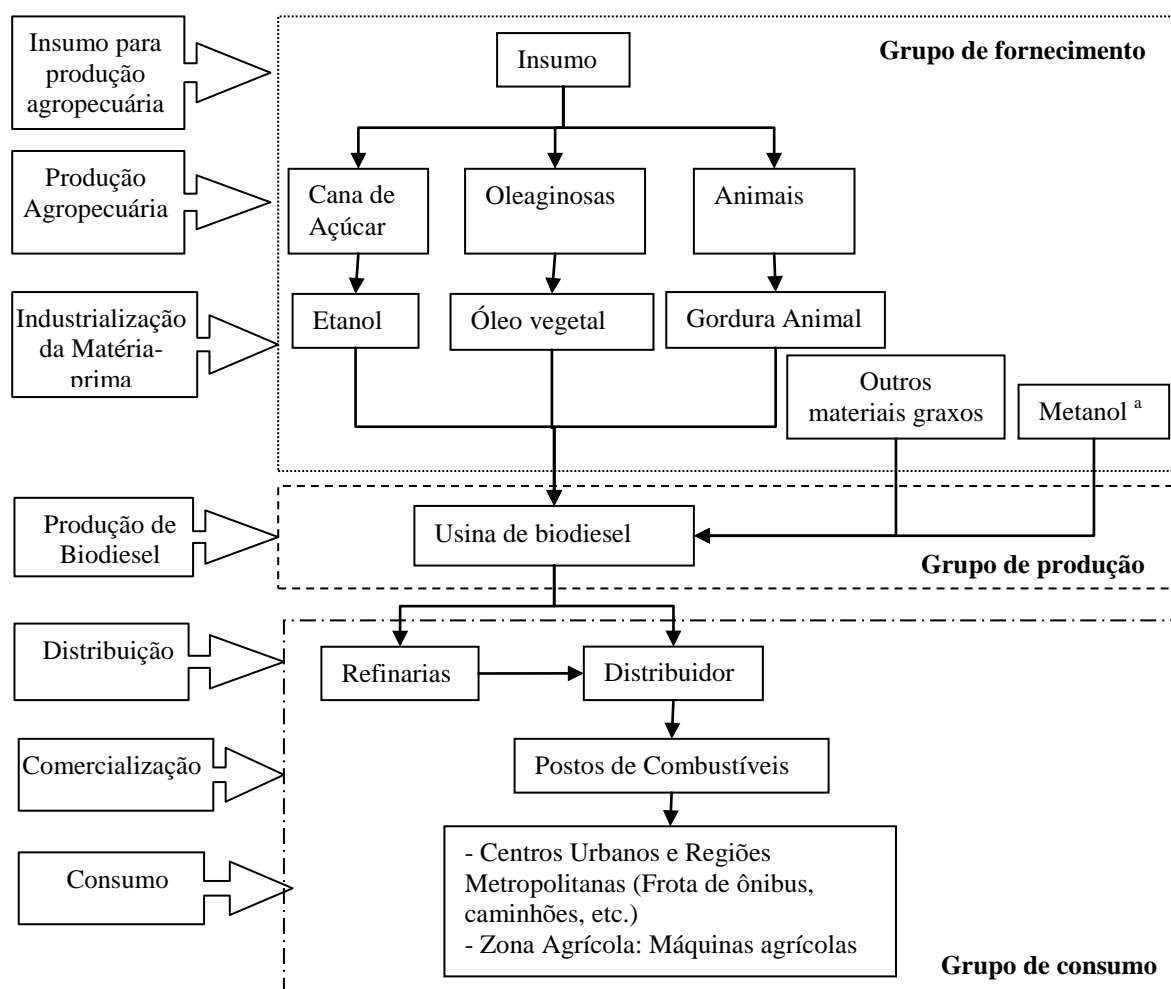 Insumo para
produção
agropecuária
Insumo
Grupo de fornecimento
Produção
Agropecuária
Cana de
Açúcar
Oleaginosas
Animais
Industrialização
da Matéria-
prima
Etanol
Óleo vegetal
Gordura Animal
Outros
materiais graxos
Metanol a
Produção de
Biodiesel
Usina de biodiesel
Grupo de produção
Distribuição
Refinarias
Distribuidor
Comercialização
Postos de Combustíveis
Consumo
- Centros Urbanos e Regiões
Metropolitanas (Frota de ônibus,
caminhões, etc.)
- Zona Agrícola: Máquinas agrícolas
Grupo de consumo